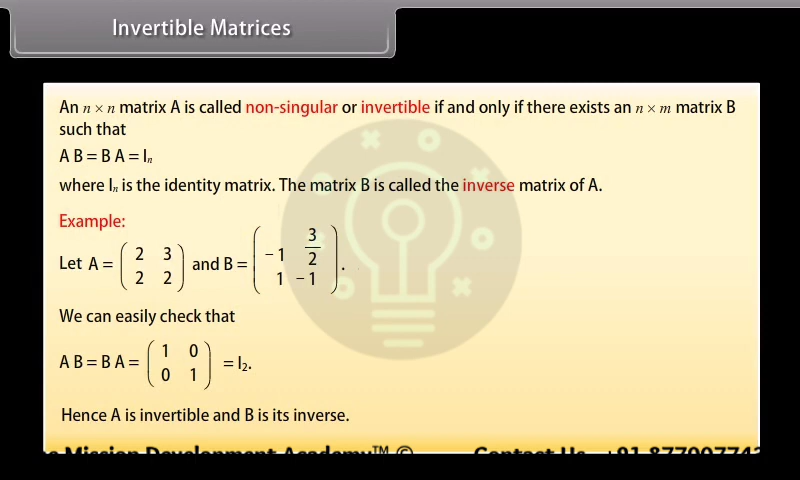 Invertible Matrices
An n × n matrix A is called non-singular or invertible if and only if there exists an n × m matrix B
such that
A B = B A = Iₙ
where Iₙ is the identity matrix. The matrix B is called the inverse matrix of A.
Example:
Let A = ( 2 3 ; 2 2 ) and B = ( −1 3/2 ; 1 −1 ).
We can easily check that
A B = B A = ( 1 0 ; 0 1 ) = I₂.
Hence A is invertible and B is its inverse.
Mission Development Academy™ © Contact Us